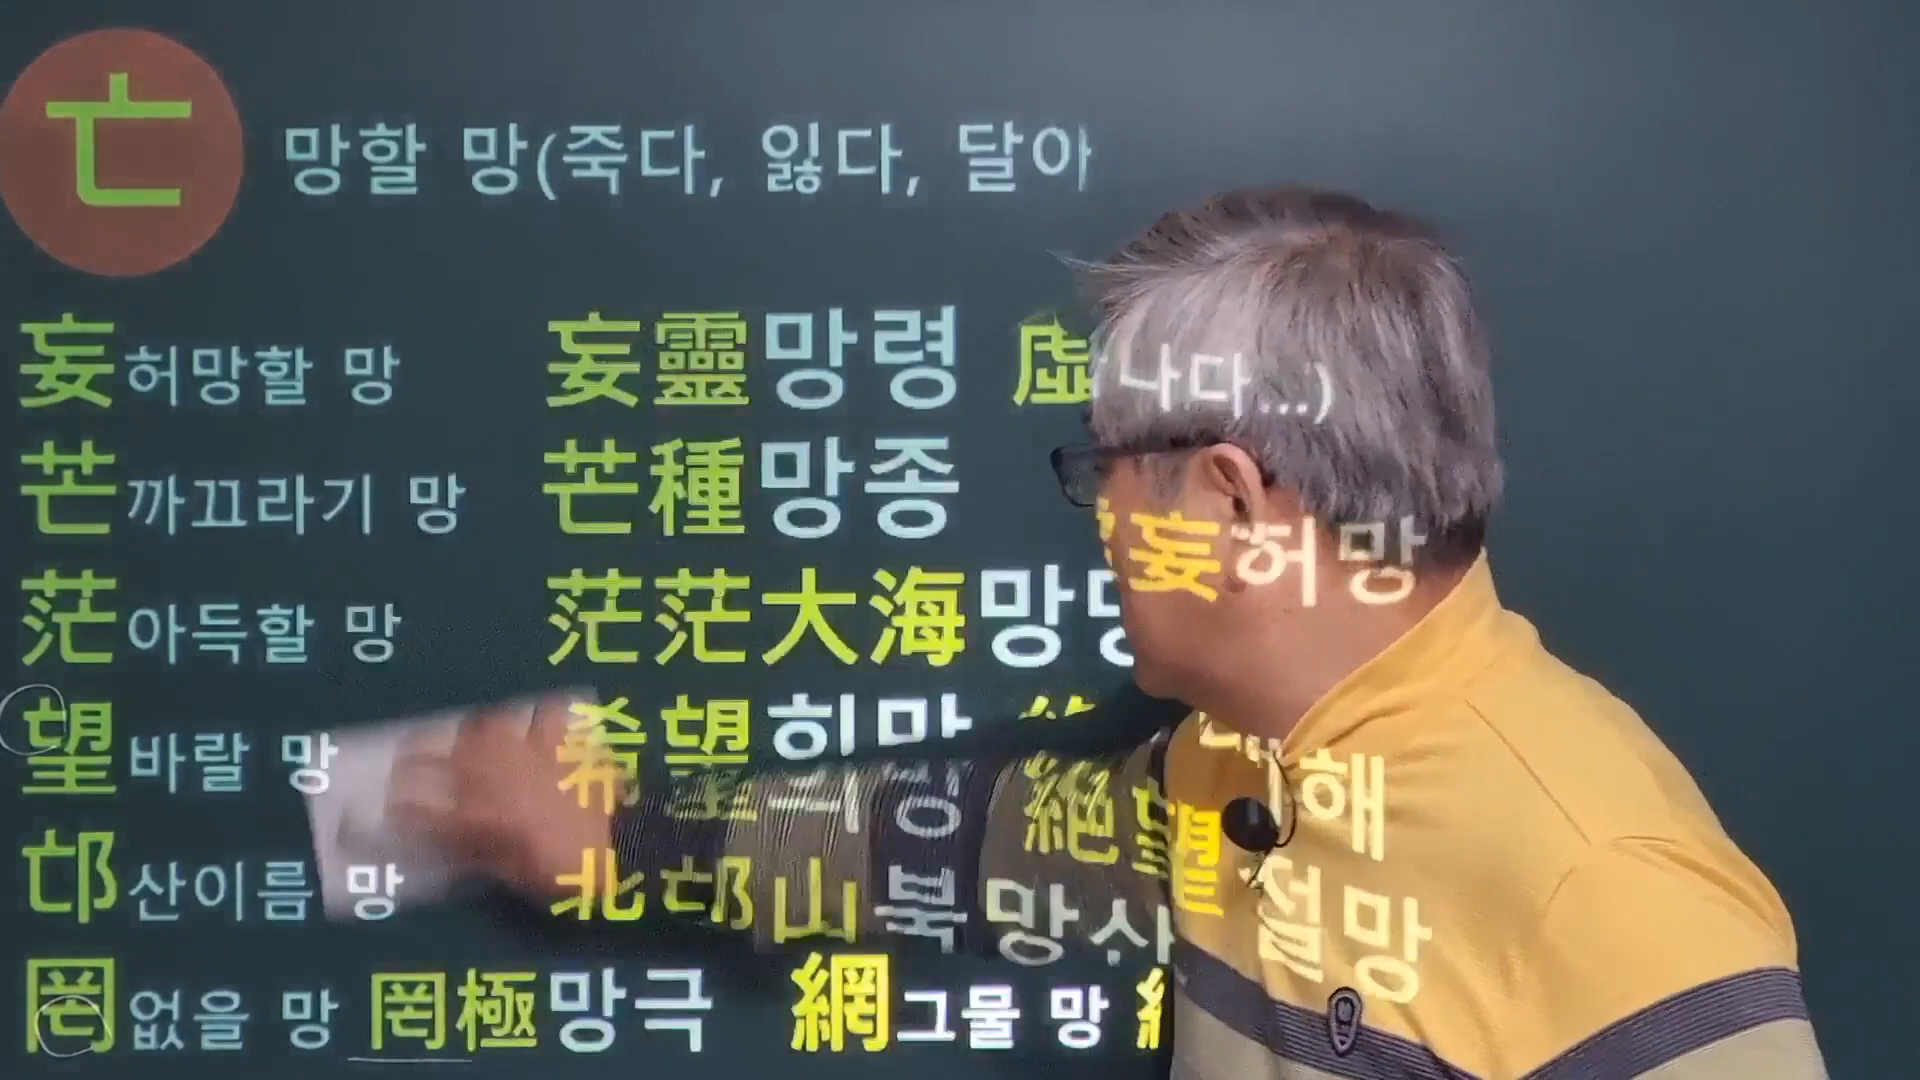 亡 망할 망(죽다, 잃다, 달아나다...)
妄허망할 망 妄靈망령 虛妄허망
芒까끄라기 망 芒種망종
茫아득할 망 茫茫大海망망대해
望바랄 망 希望희망 絶望절망
邙산이름 망 北邙山북망산
罔없을 망 罔極망극 網그물 망